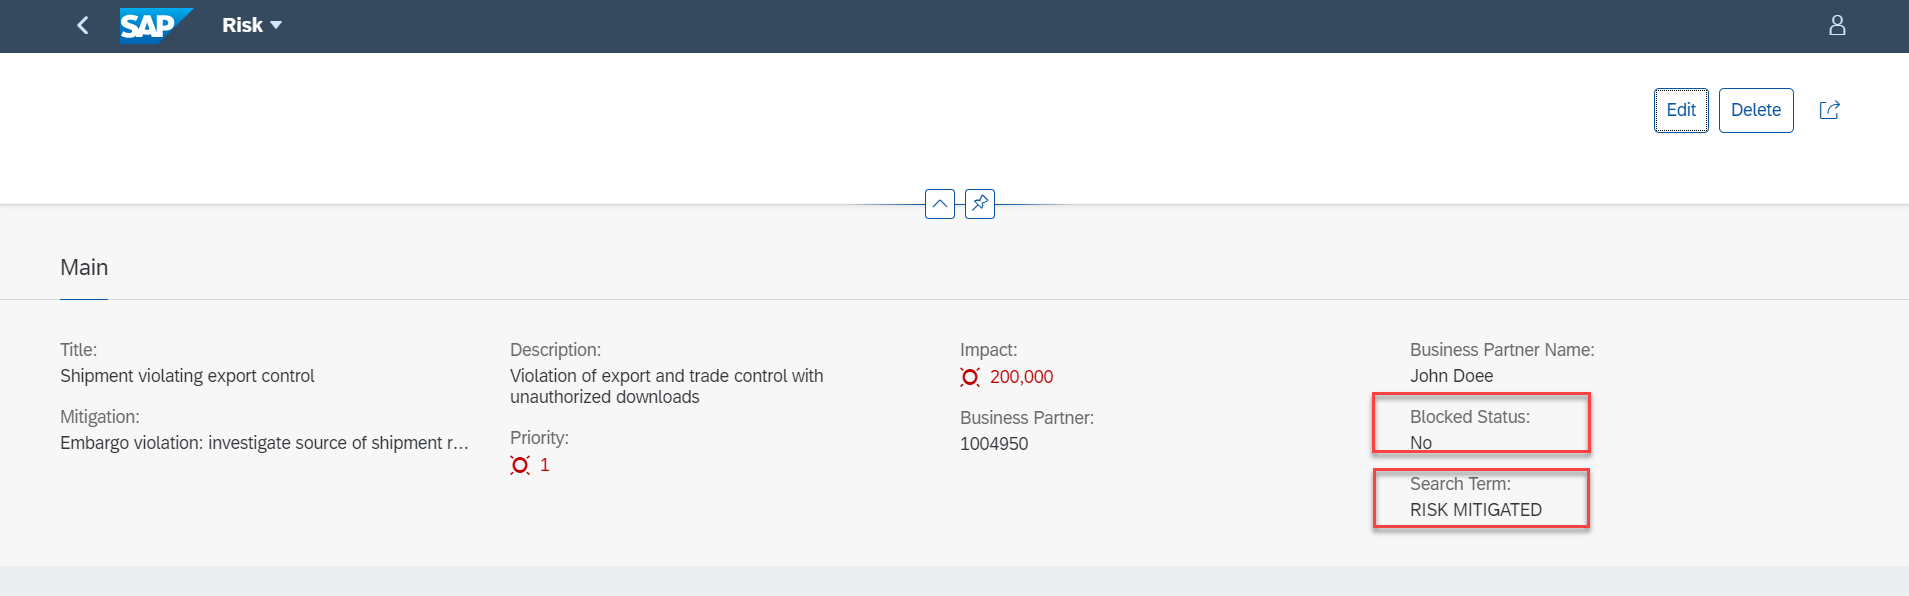 SAP Risk
Edit Delete
Main
Title:
Shipment violating export control
Mitigation:
Embargo violation: investigate source of shipment r...
Description:
Violation of export and trade control with
unauthorized downloads
Priority:
1
Impact:
200,000
Business Partner:
1004950
Business Partner Name:
John Doee
Blocked Status:
No
Search Term:
RISK MITIGATED